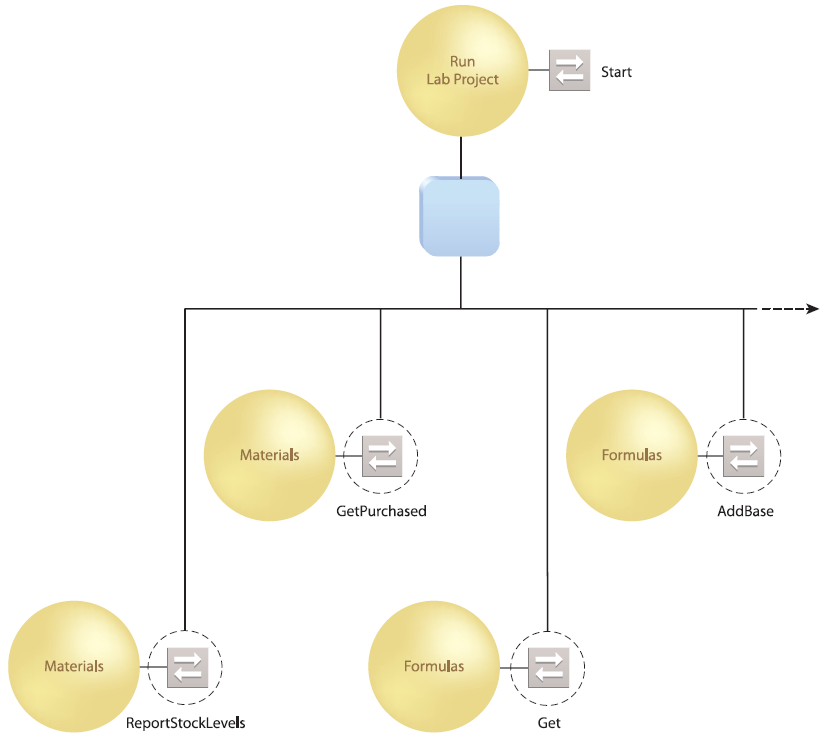 Run
Lab Project
Start
Materials
GetPurchased
Formulas
AddBase
Materials
ReportStockLevels
Formulas
Get